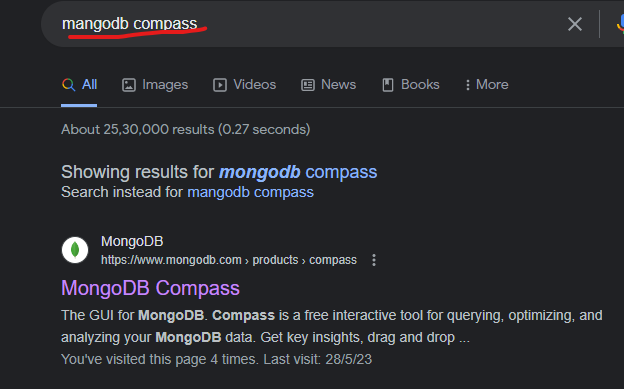 mangodb compass
All Images Videos News Books More
About 25,30,000 results (0.27 seconds)
Showing results for mongodb compass
Search instead for mangodb compass
MongoDB
https://www.mongodb.com › products › compass
MongoDB Compass
The GUI for MongoDB. Compass is a free interactive tool for querying, optimizing, and
analyzing your MongoDB data. Get key insights, drag and drop ...
You've visited this page 4 times. Last visit: 28/5/23